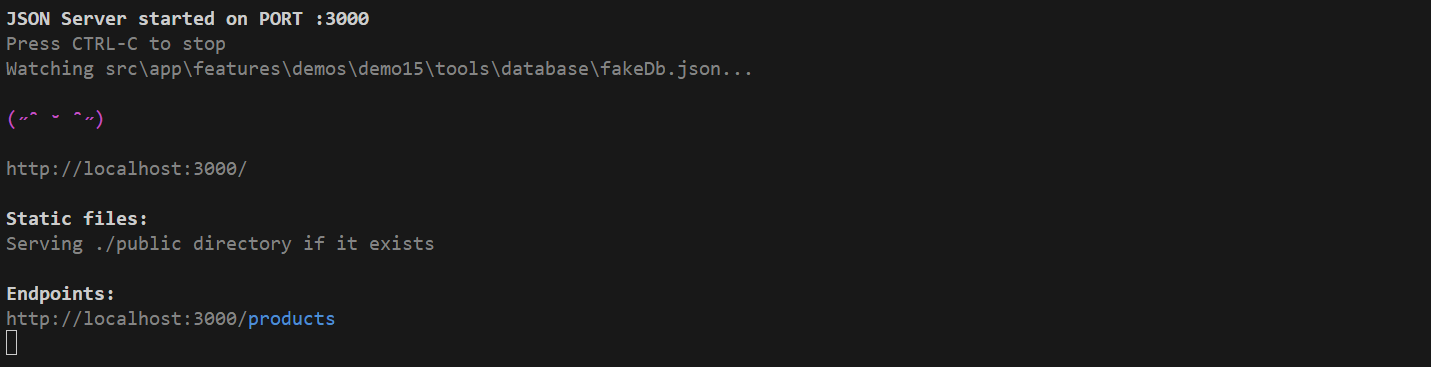 JSON Server started on PORT :3000
Press CTRL-C to stop
Watching src\app\features\demos\demo15\tools\database\fakeDb.json...
(˶ᵔ ᵕ ᵔ˶)
http://localhost:3000/
Static files:
Serving ./public directory if it exists
Endpoints:
http://localhost:3000/products